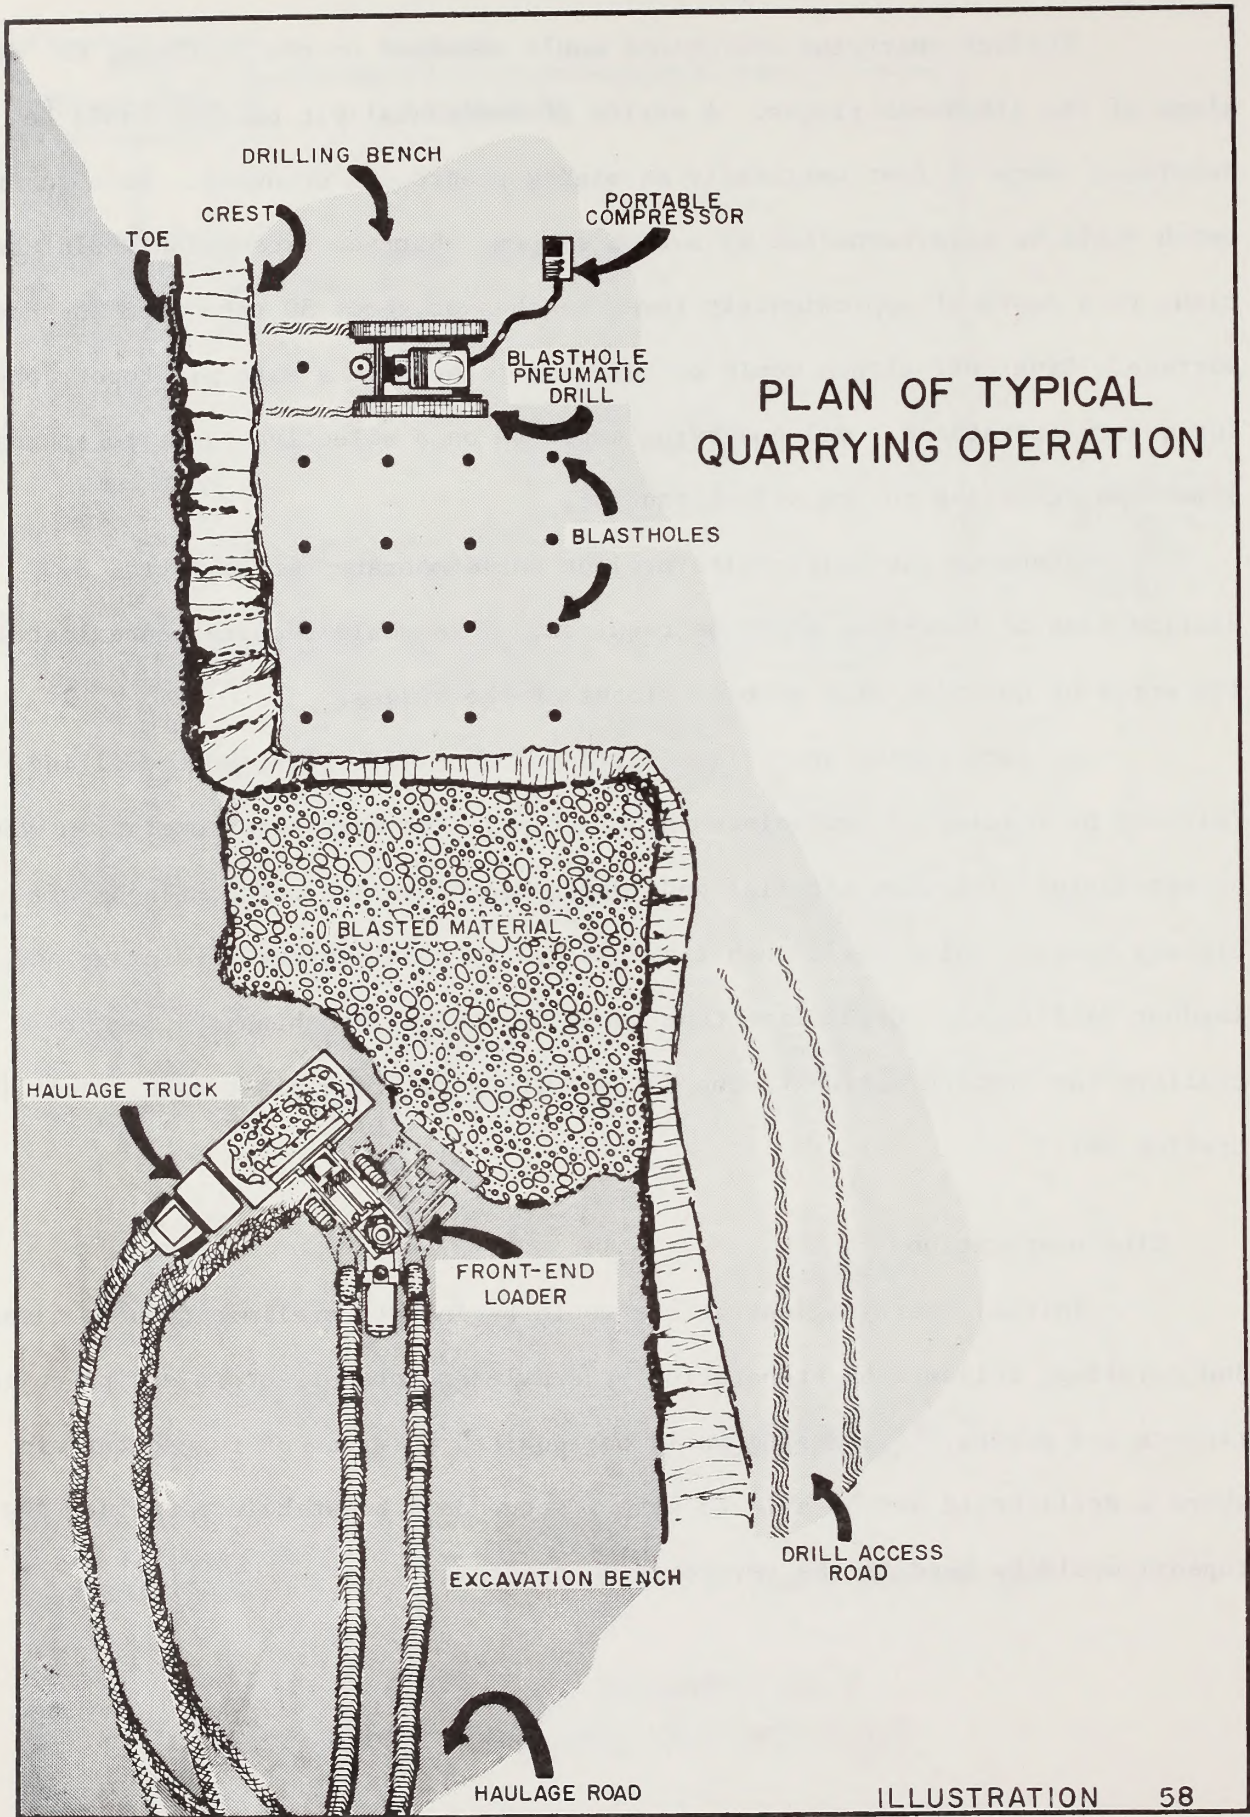 DRILLING BENCH
CREST
TOE
PORTABLE
COMPRESSOR
BLASTHOLE
PNEUMATIC
DRILL
PLAN OF TYPICAL
QUARRYING OPERATION
BLASTHOLES
BLASTED MATERIAL
HAULAGE TRUCK
FRONT-END
LOADER
DRILL ACCESS
ROAD
EXCAVATION BENCH
HAULAGE ROAD
ILLUSTRATION 58